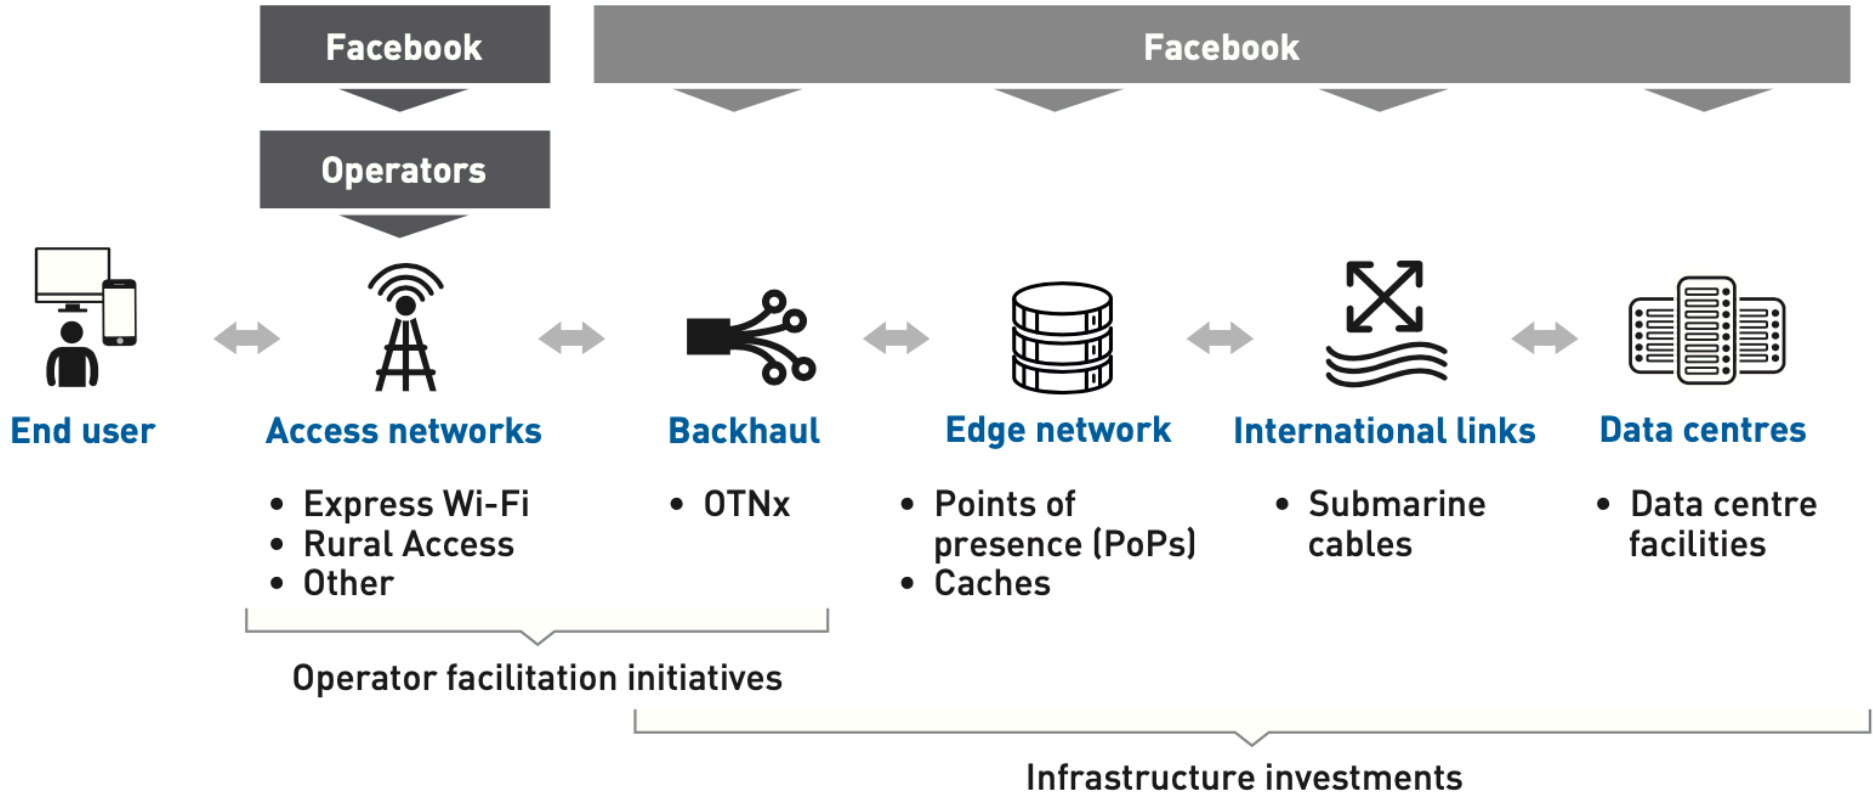 Facebook
Facebook
Operators
End user
Access networks
Backhaul
Edge network
International links
Data centres
• Express Wi-Fi
• Rural Access
• Other
• OTNx
• Points of
presence (PoPs)
• Caches
• Submarine
cables
• Data centre
facilities
Operator facilitation initiatives
Infrastructure investments